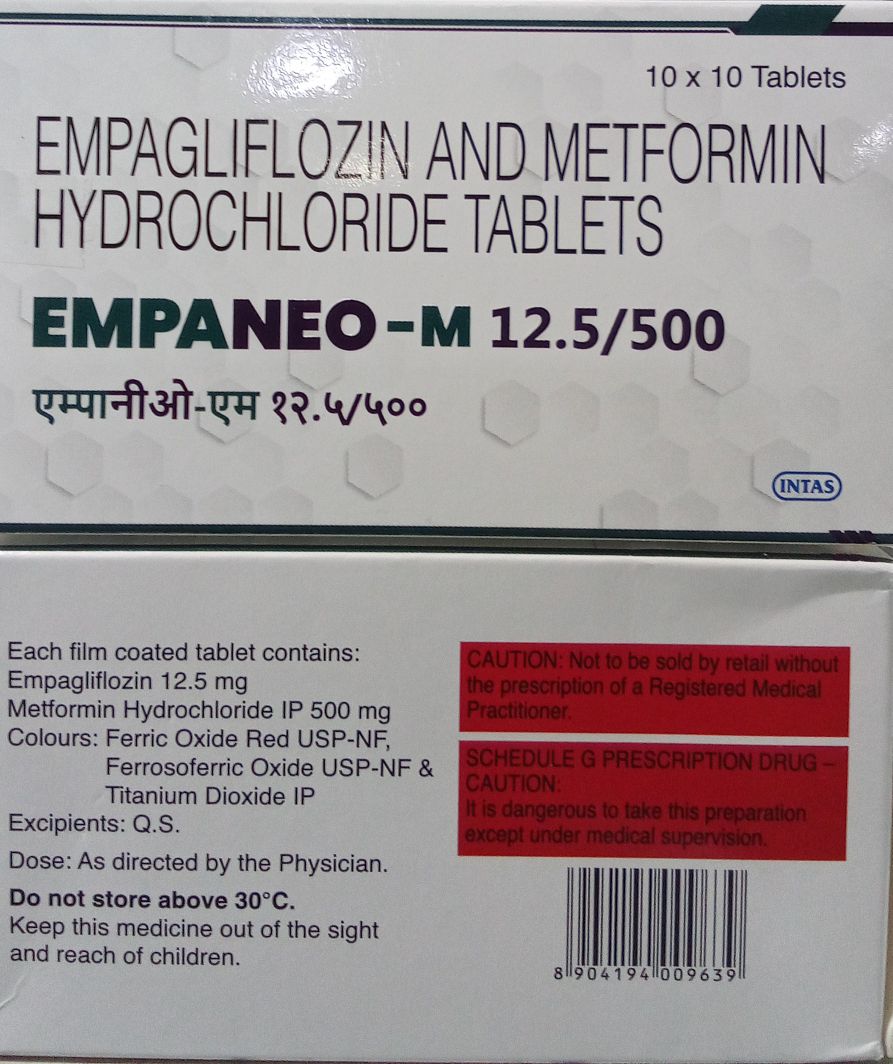 10 x 10 Tablets
EMPAGLIFLOZIN AND METFORMIN
HYDROCHLORIDE TABLETS
EMPANEO-M 12.5/500
एम्पानीओ-एम १२.५/५००
INTAS
Each film coated tablet contains:
Empagliflozin 12.5 mg
Metformin Hydrochloride IP 500 mg
Colours: Ferric Oxide Red USP-NF,
Ferrosoferric Oxide USP-NF &
Titanium Dioxide IP
Excipients: Q.S.
Dose: As directed by the Physician.
Do not store above 30°C.
Keep this medicine out of the sight
and reach of children.
CAUTION: Not to be sold by retail without
the prescription of a Registered Medical
Practitioner.
SCHEDULE G PRESCRIPTION DRUG –
CAUTION:
It is dangerous to take this preparation
except under medical supervision.
8 904194 009639